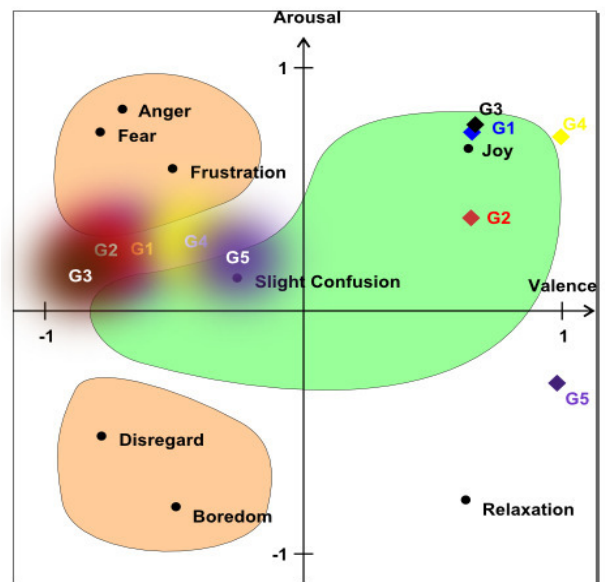 Arousal
1
Anger
Fear
Frustration
G3
G1
G4
Joy
G2
G2
G1
G4
G5
G3
Slight Confusion
Valence
-1
1
G5
Disregard
Boredom
Relaxation
-1